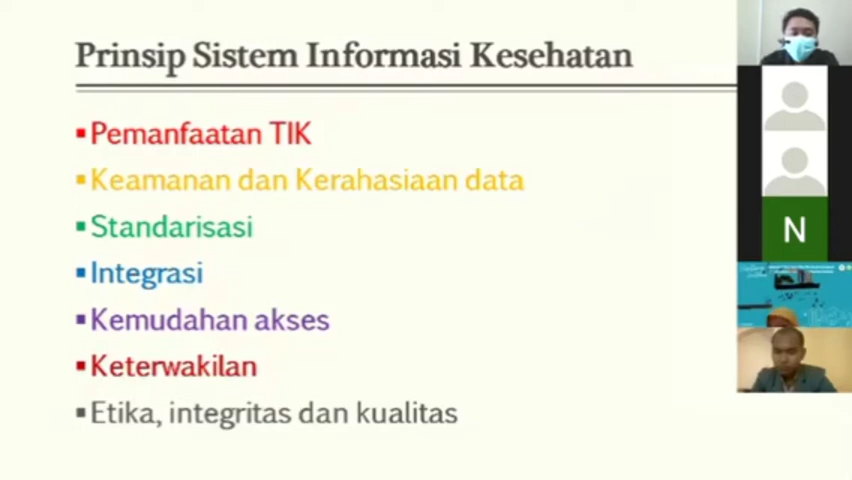 Prinsip Sistem Informasi Kesehatan
▪Pemanfaatan TIK
▪Keamanan dan Kerahasiaan data
▪Standarisasi
▪Integrasi
▪Kemudahan akses
▪Keterwakilan
▪Etika, integritas dan kualitas
N